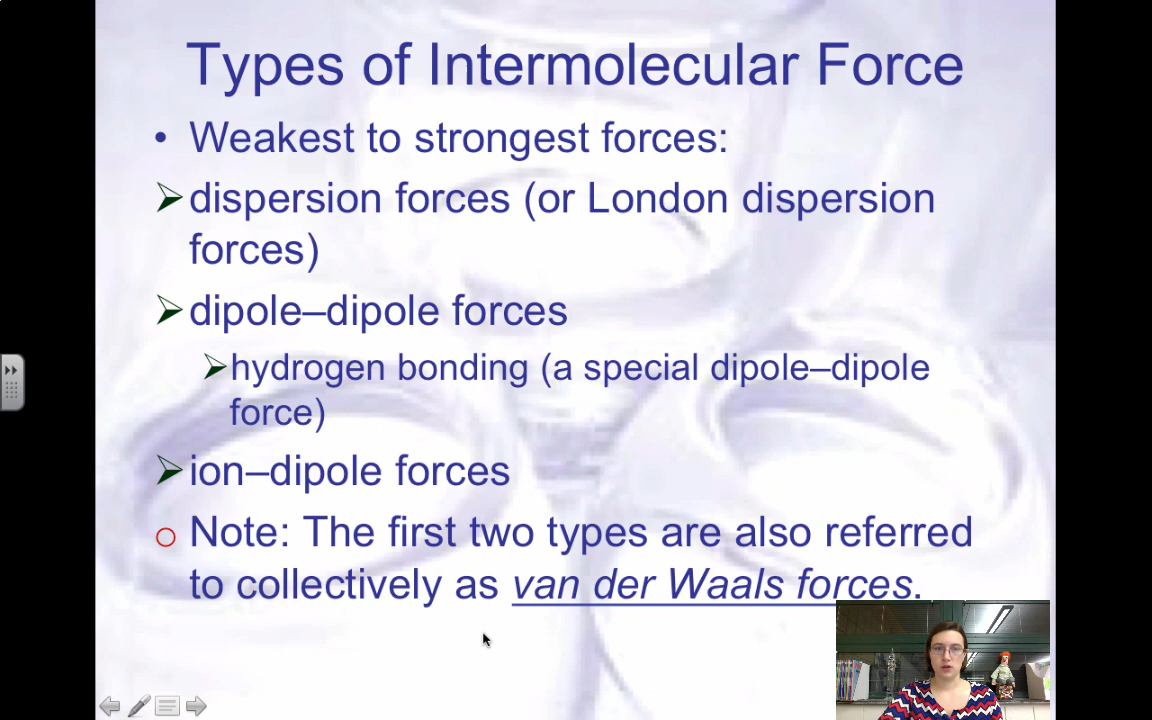 Types of Intermolecular Force
• Weakest to strongest forces:
➢ dispersion forces (or London dispersion
forces)
➢ dipole–dipole forces
➢ hydrogen bonding (a special dipole–dipole
force)
➢ ion–dipole forces
o Note: The first two types are also referred
to collectively as van der Waals forces.